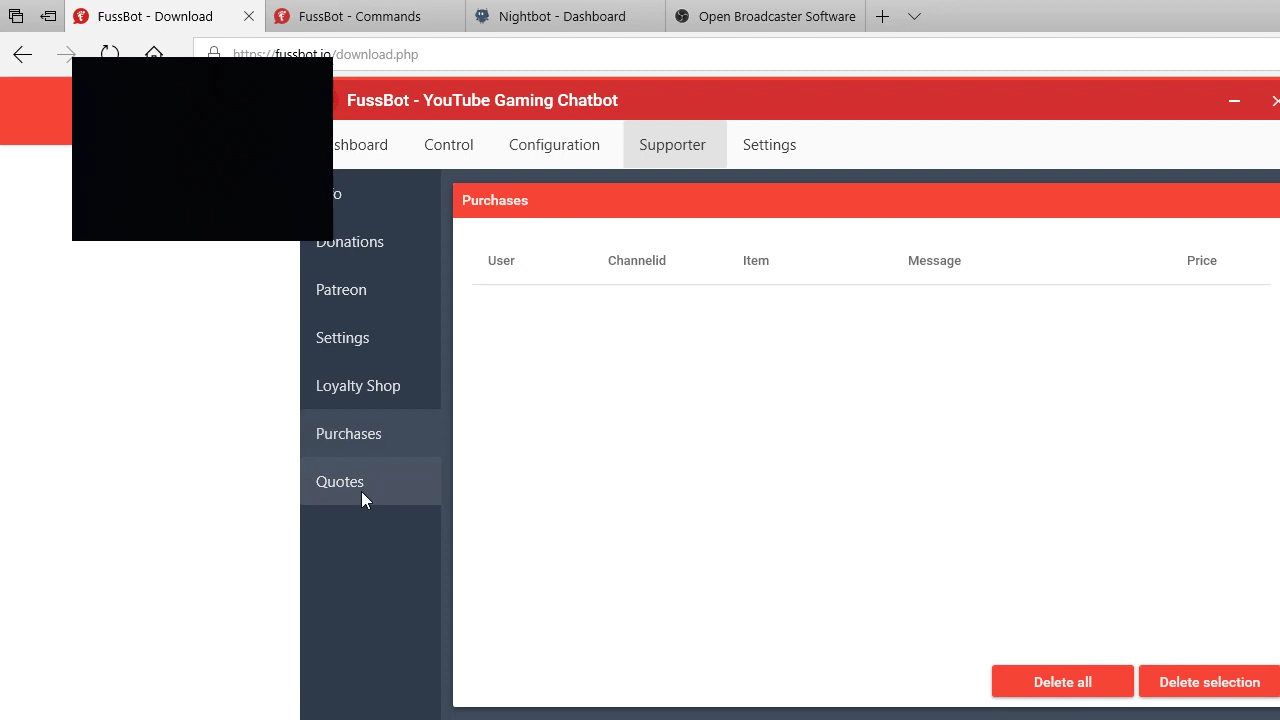 FussBot - Download
FussBot - Commands
Nightbot - Dashboard
Open Broadcaster Software
https://fussbot.io/download.php
FussBot - YouTube Gaming Chatbot
shboard
Control
Configuration
Supporter
Settings
Purchases
Donations
Patreon
Settings
Loyalty Shop
Purchases
Quotes
User
Channelid
Item
Message
Price
Delete all
Delete selection